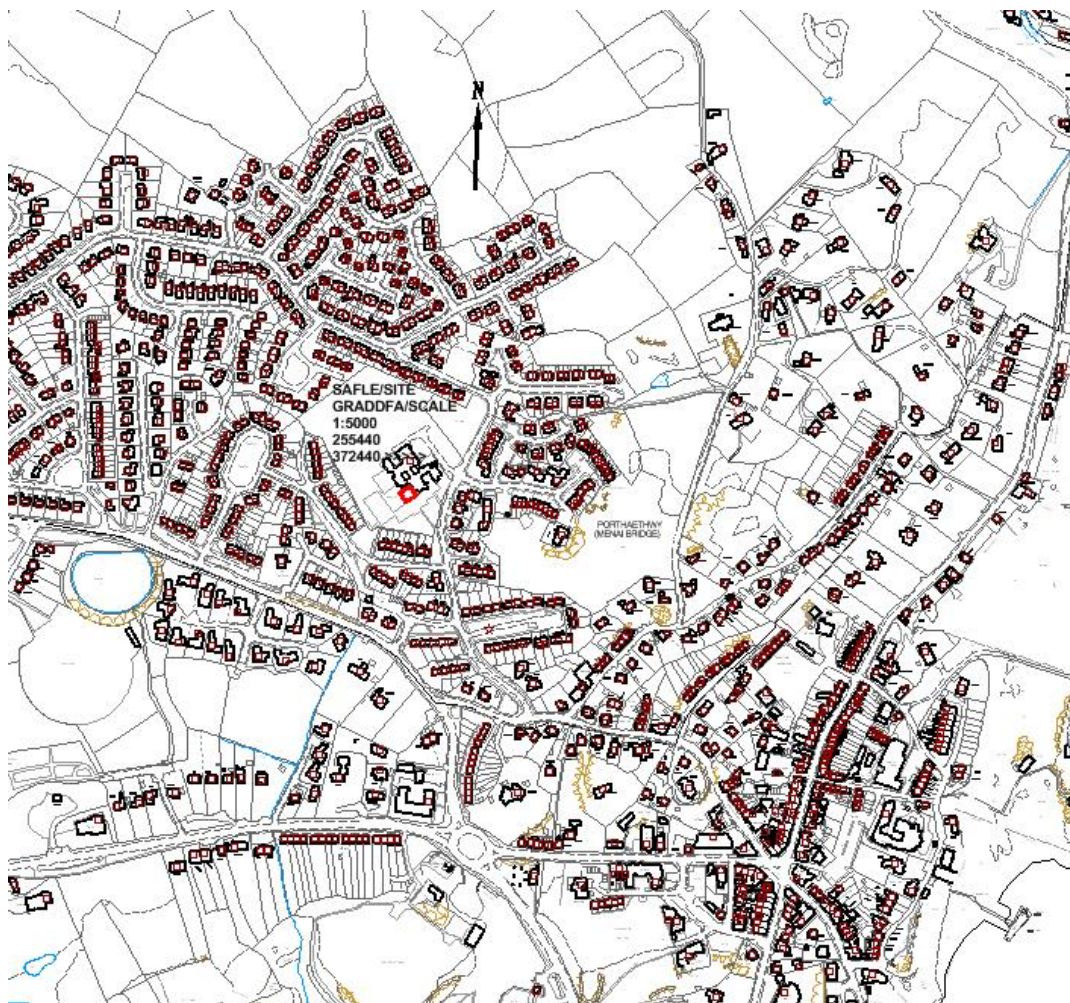 N
SAFLE/SITE
GRADDFA/SCALE
1:5000
255440
372440
PORTHAETHWY
(MENAI BRIDGE)